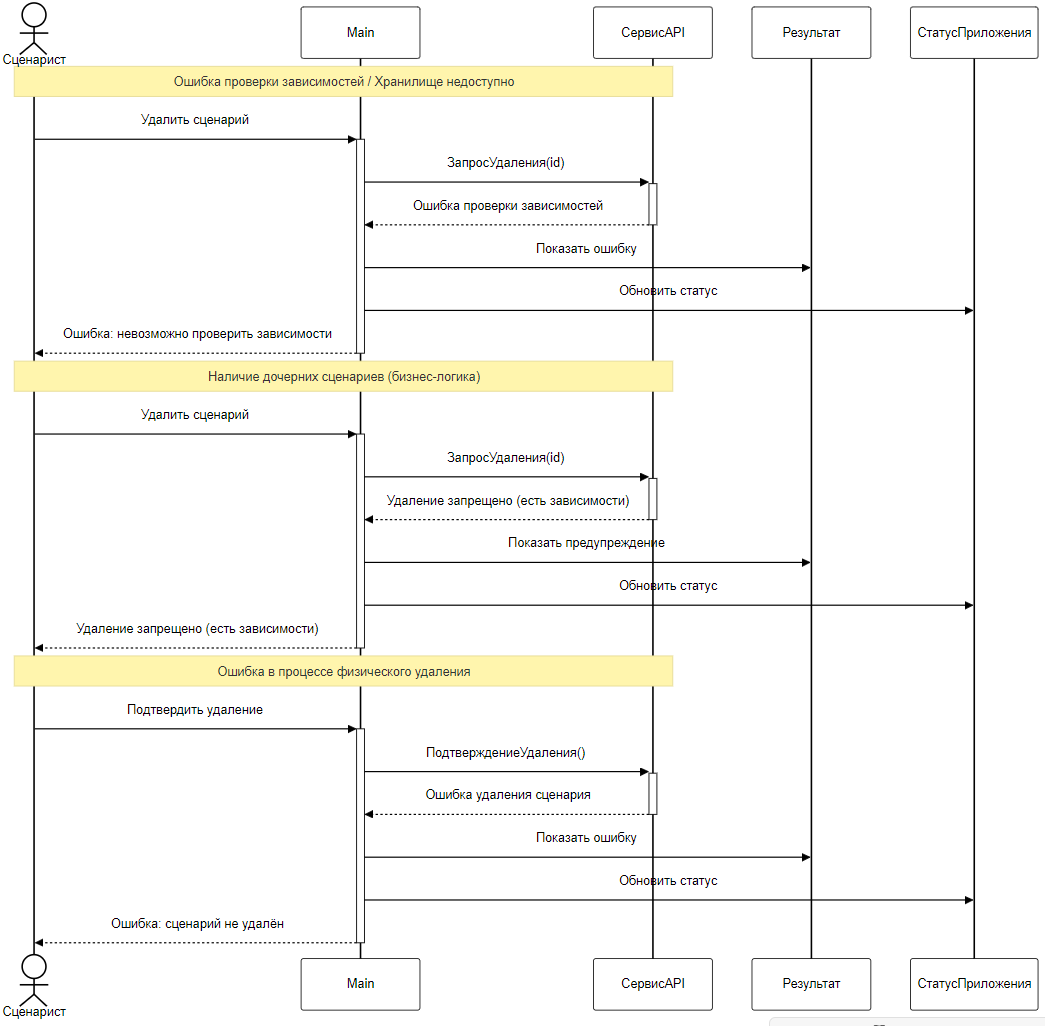 Сценарист
Main
СервисAPI
Результат
СтатусПриложения
Ошибка проверки зависимостей / Хранилище недоступно
Удалить сценарий
ЗапросУдаления(id)
Ошибка проверки зависимостей
Показать ошибку
Обновить статус
Ошибка: невозможно проверить зависимости
Наличие дочерних сценариев (бизнес-логика)
Удалить сценарий
ЗапросУдаления(id)
Удаление запрещено (есть зависимости)
Показать предупреждение
Обновить статус
Удаление запрещено (есть зависимости)
Ошибка в процессе физического удаления
Подтвердить удаление
ПодтверждениеУдаления()
Ошибка удаления сценария
Показать ошибку
Обновить статус
Ошибка: сценарий не удалён
Сценарист
Main
СервисAPI
Результат
СтатусПриложения